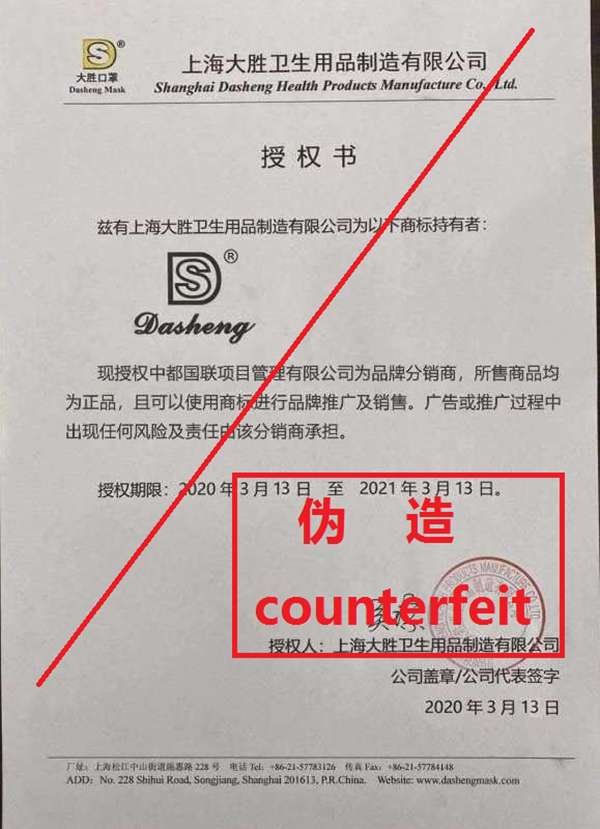 DS®
大胜口罩
Dasheng Mask
上海大胜卫生用品制造有限公司
Shanghai Dasheng Health Products Manufacture Co., Ltd.
授 权 书
兹有上海大胜卫生用品制造有限公司为以下商标持有者：
DS®
Dasheng
现授权中都国联项目管理有限公司为品牌分销商，所售商品均
为正品，且可以使用商标进行品牌推广及销售。广告或推广过程中
出现任何风险及责任由该分销商承担。
授权期限：2020 年 3 月 13 日 至 2021 年 3 月 13 日。
伪 造
counterfeit
授权人：上海大胜卫生用品制造有限公司
公司盖章/公司代表签字
2020 年 3 月 13 日
厂址：上海松江中山街道施惠路 228 号 电话 Tel: +86-21-57783126 传真 Fax: +86-21-57784148
ADD: No. 228 Shihui Road, Songjiang, Shanghai 201613, P.R.China. Website: www.dashengmask.com